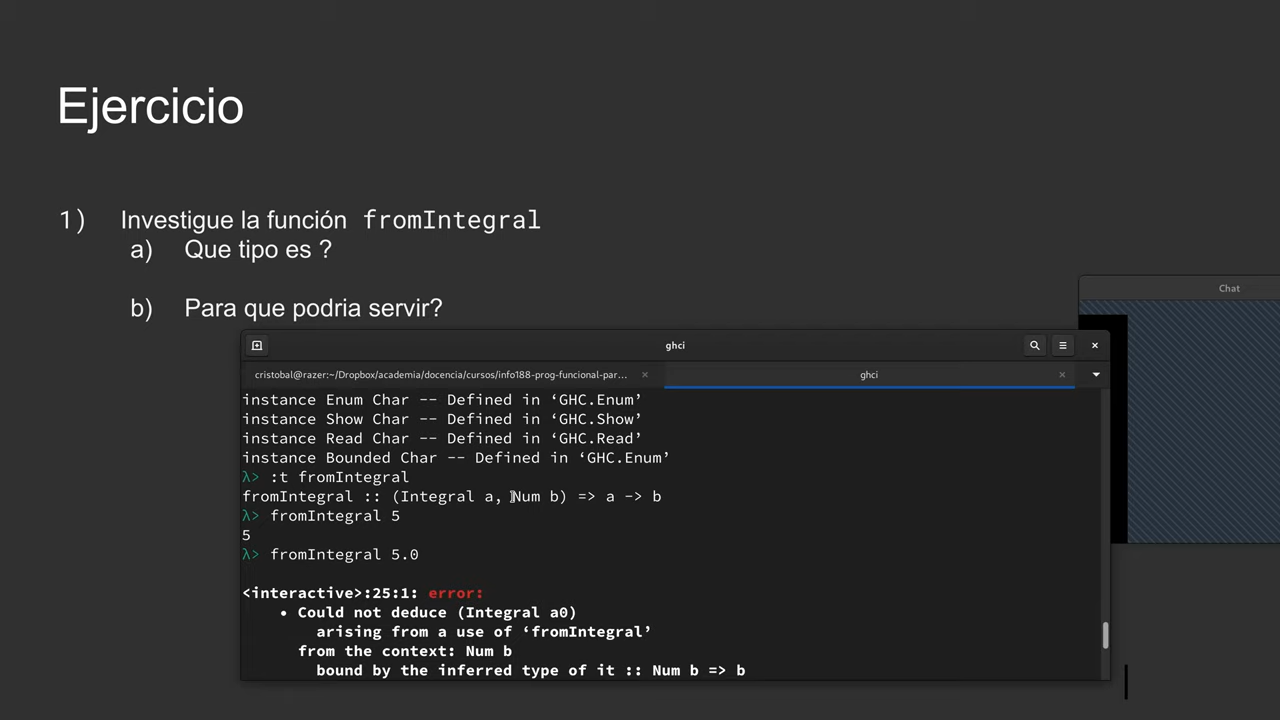 Ejercicio
1) Investigue la función fromIntegral
a) Que tipo es ?
b) Para que podria servir?
Chat
ghci
cristobal@razer:~/Dropbox/academia/docencia/cursos/info188-prog-funcional-par...
ghci
instance Enum Char -- Defined in ‘GHC.Enum’
instance Show Char -- Defined in ‘GHC.Show’
instance Read Char -- Defined in ‘GHC.Read’
instance Bounded Char -- Defined in ‘GHC.Enum’
λ> :t fromIntegral
fromIntegral :: (Integral a, Num b) => a -> b
λ> fromIntegral 5
5
λ> fromIntegral 5.0
<interactive>:25:1: error:
• Could not deduce (Integral a0)
arising from a use of ‘fromIntegral’
from the context: Num b
bound by the inferred type of it :: Num b => b